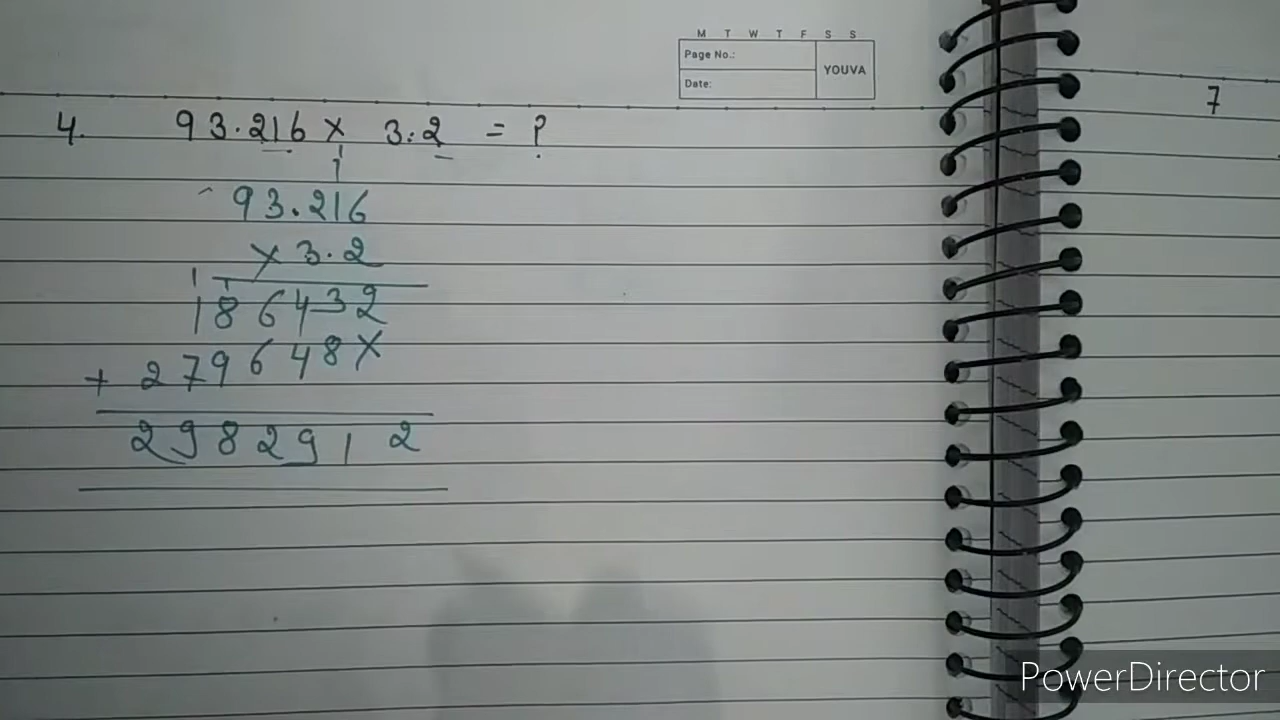 M T W T F S S
Page No.:
YOUVA
Date:
7
4. 93.216 x 3.2 = ?
1
93.216
x 3.2
1 1
186432
+ 279648x
2982912
PowerDirector